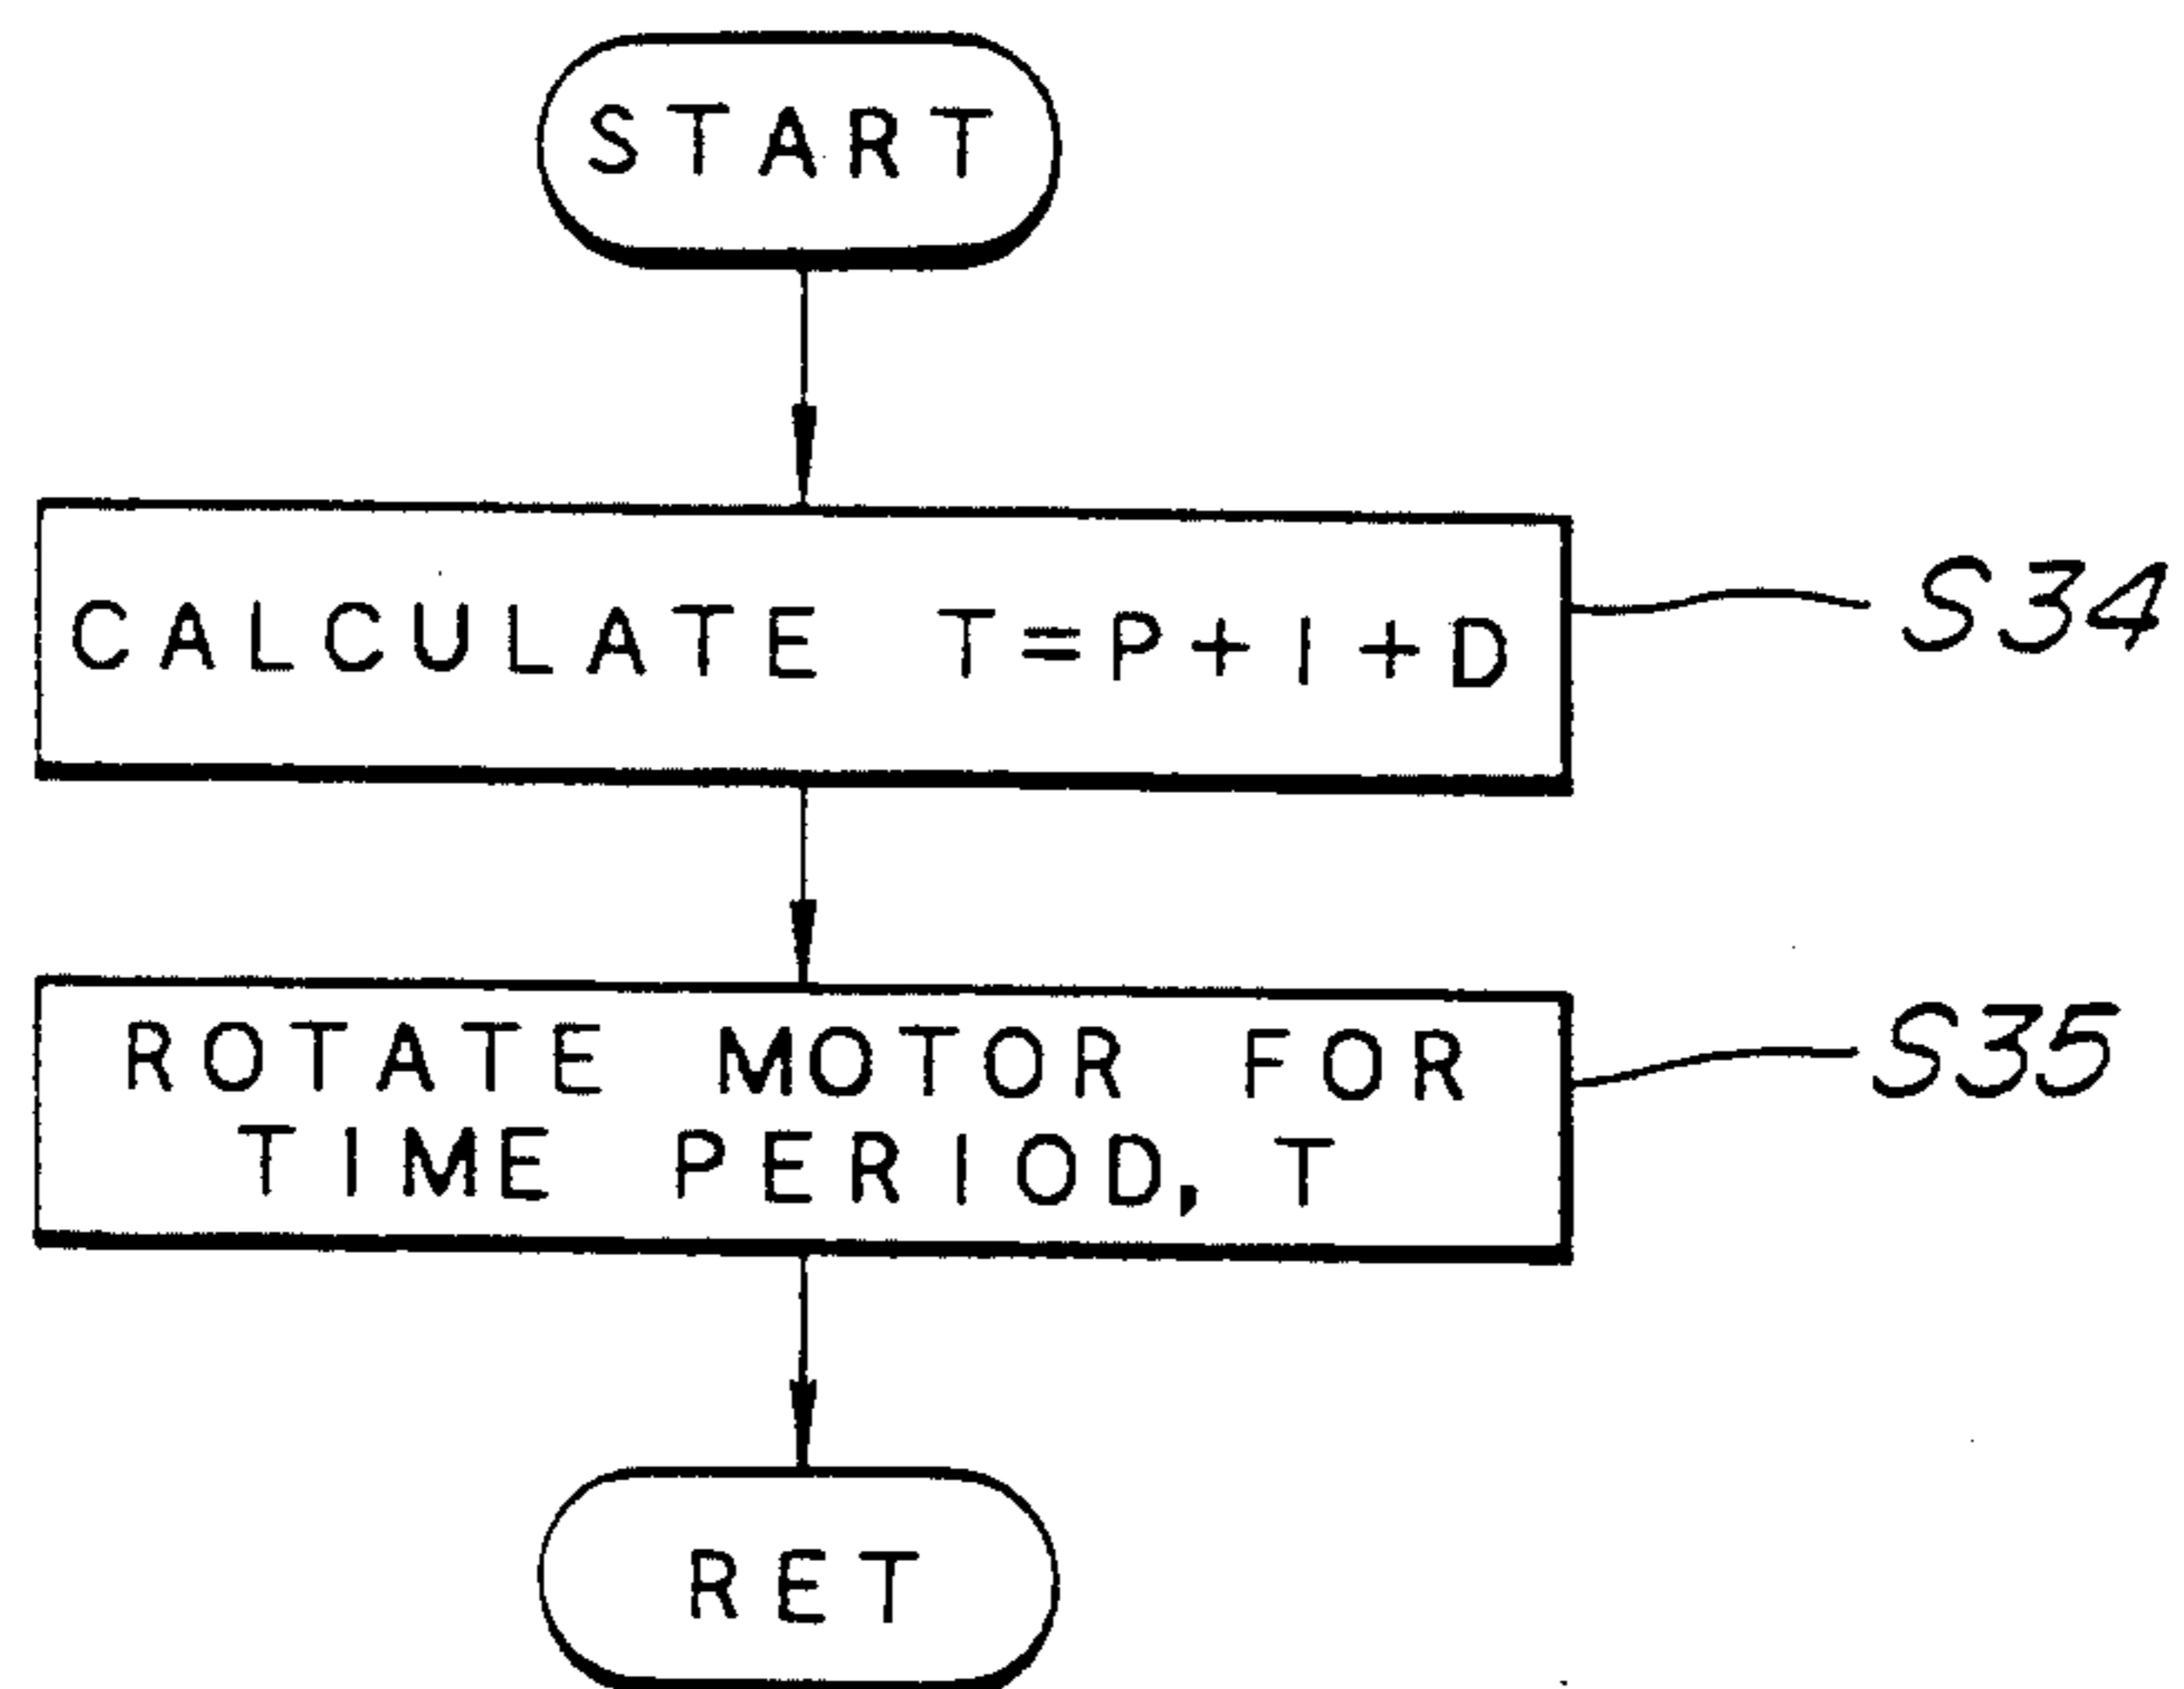 START
CALCULATE T=P+I+D
S34
ROTATE MOTOR FOR
TIME PERIOD, T
S35
RET